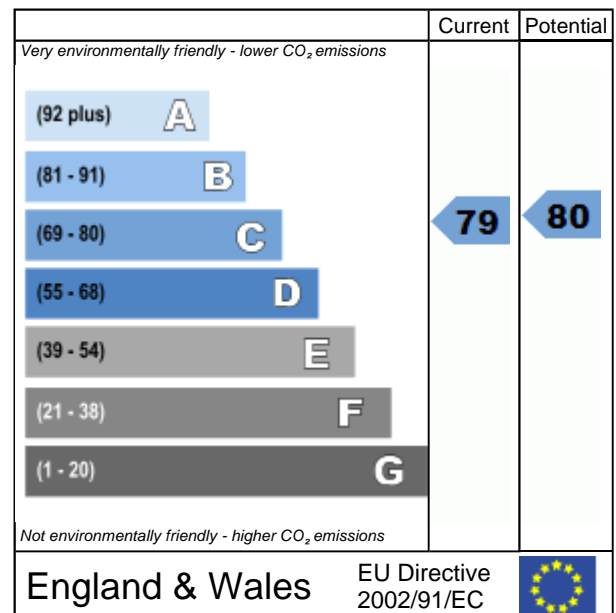 Current Potential
Very environmentally friendly - lower CO₂ emissions
(92 plus) A
(81 - 91) B
(69 - 80) C
79 80
(55 - 68) D
(39 - 54) E
(21 - 38) F
(1 - 20) G
Not environmentally friendly - higher CO₂ emissions
England & Wales
EU Directive
2002/91/EC